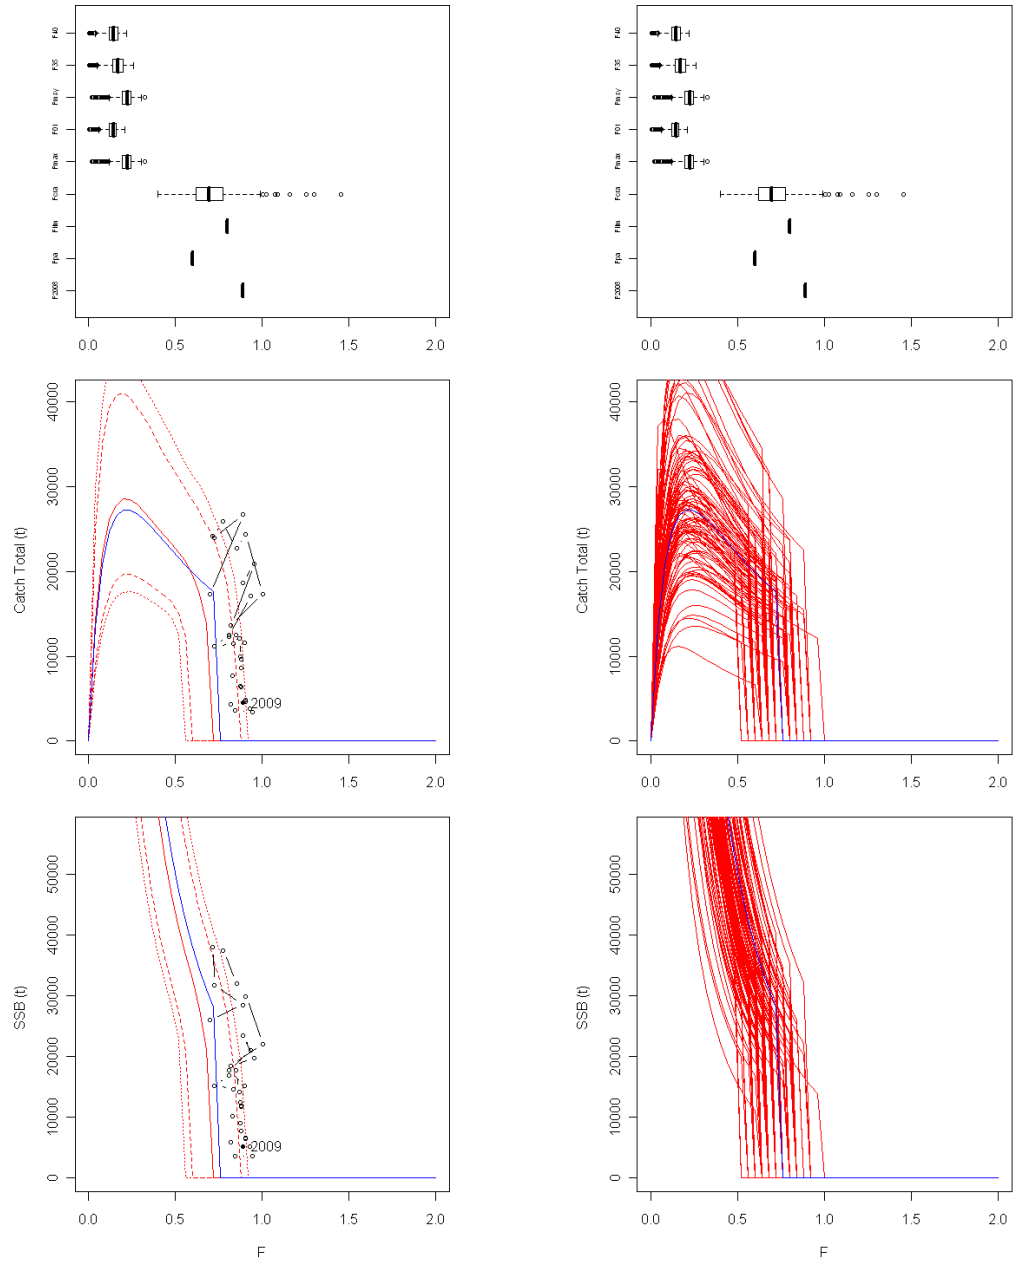 F40
F35
Fmsy
F01
Fmax
Fcra
Flim
Fpa
F2008
0.0 0.5 1.0 1.5 2.0
F40
F35
Fmsy
F01
Fmax
Fcra
Flim
Fpa
F2008
0.0 0.5 1.0 1.5 2.0
Catch Total (t)
0 10000 20000 30000 40000
2009
0.0 0.5 1.0 1.5 2.0
Catch Total (t)
0 10000 20000 30000 40000
0.0 0.5 1.0 1.5 2.0
SSB (t)
0 10000 20000 30000 40000 50000
2009
0.0 0.5 1.0 1.5 2.0
F
SSB (t)
0 10000 20000 30000 40000 50000
0.0 0.5 1.0 1.5 2.0
F